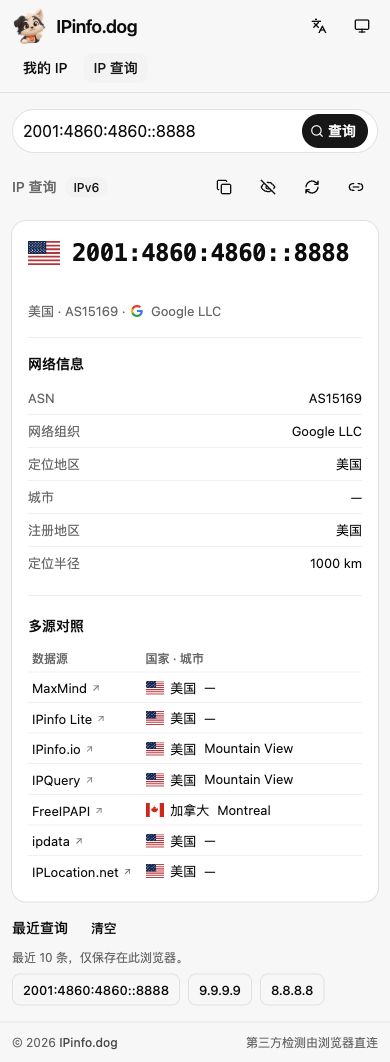 IPinfo.dog
我的 IP IP 查询
2001:4860:4860::8888 查询
IP 查询 IPv6
2001:4860:4860::8888
美国 · AS15169 · Google LLC
网络信息
ASN AS15169
网络组织 Google LLC
定位地区 美国
城市 —
注册地区 美国
定位半径 1000 km
多源对照
数据源 国家 · 城市
MaxMind ↗ 美国 —
IPinfo Lite ↗ 美国 —
IPinfo.io ↗ 美国 Mountain View
IPQuery ↗ 美国 Mountain View
FreeIPAPI ↗ 加拿大 Montreal
ipdata ↗ 美国 —
IPLocation.net ↗ 美国 —
最近查询 清空
最近 10 条，仅保存在此浏览器。
2001:4860:4860::8888 9.9.9.9 8.8.8.8
© 2026 IPinfo.dog 第三方检测由浏览器直连